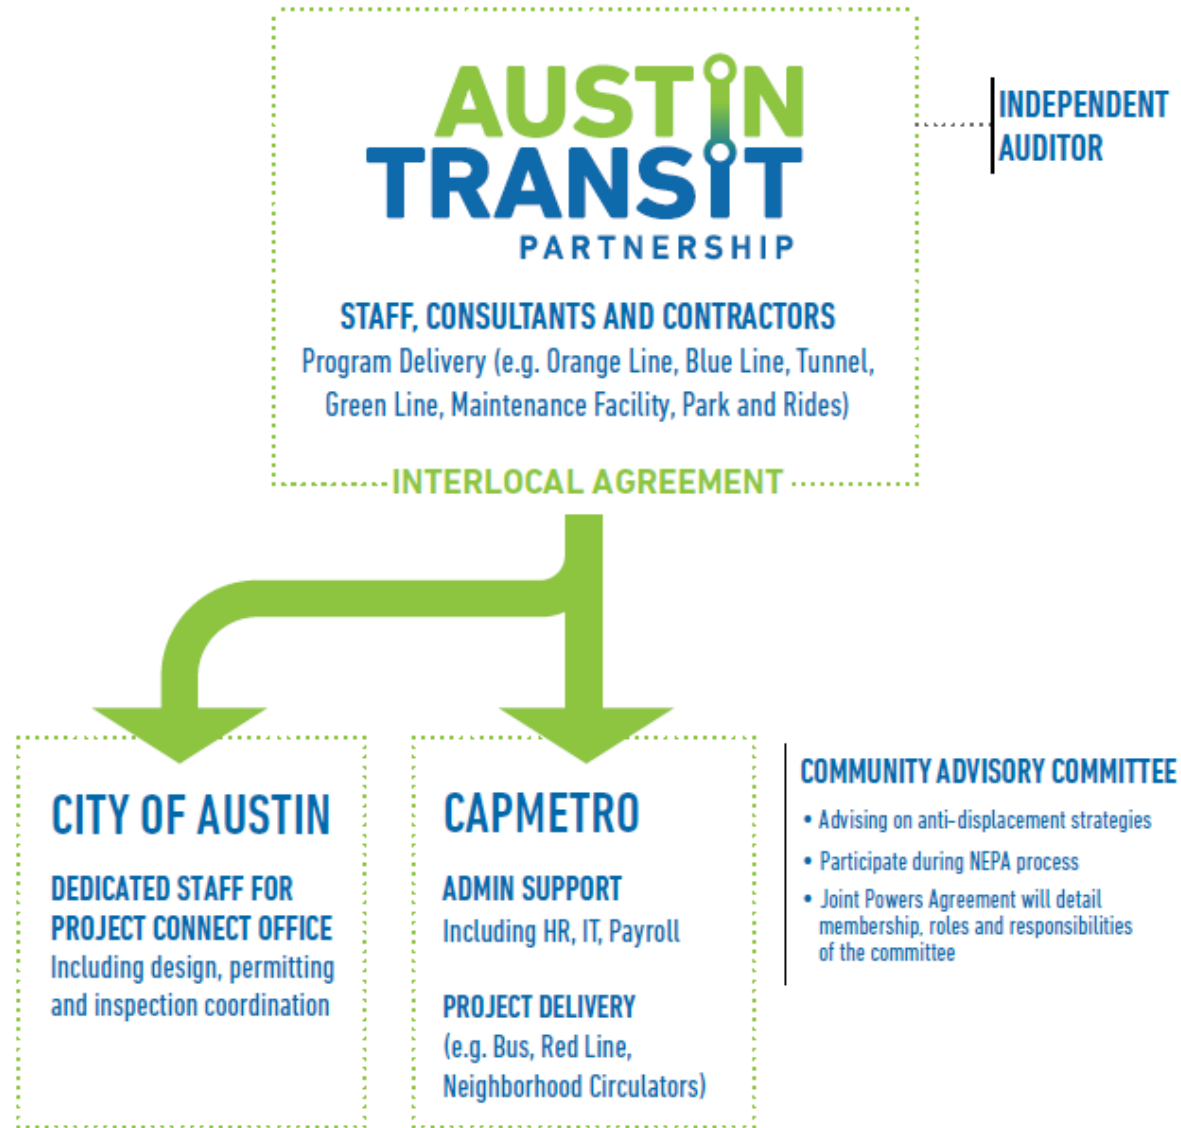 AUSTIN
TRANSIT
PARTNERSHIP
INDEPENDENT
AUDITOR
STAFF, CONSULTANTS AND CONTRACTORS
Program Delivery (e.g. Orange Line, Blue Line, Tunnel,
Green Line, Maintenance Facility, Park and Rides)
INTERLOCAL AGREEMENT
CITY OF AUSTIN
DEDICATED STAFF FOR
PROJECT CONNECT OFFICE
Including design, permitting
and inspection coordination
CAPMETRO
ADMIN SUPPORT
Including HR, IT, Payroll
PROJECT DELIVERY
(e.g. Bus, Red Line,
Neighborhood Circulators)
COMMUNITY ADVISORY COMMITTEE
• Advising on anti-displacement strategies
• Participate during NEPA process
• Joint Powers Agreement will detail
membership, roles and responsibilities
of the committee